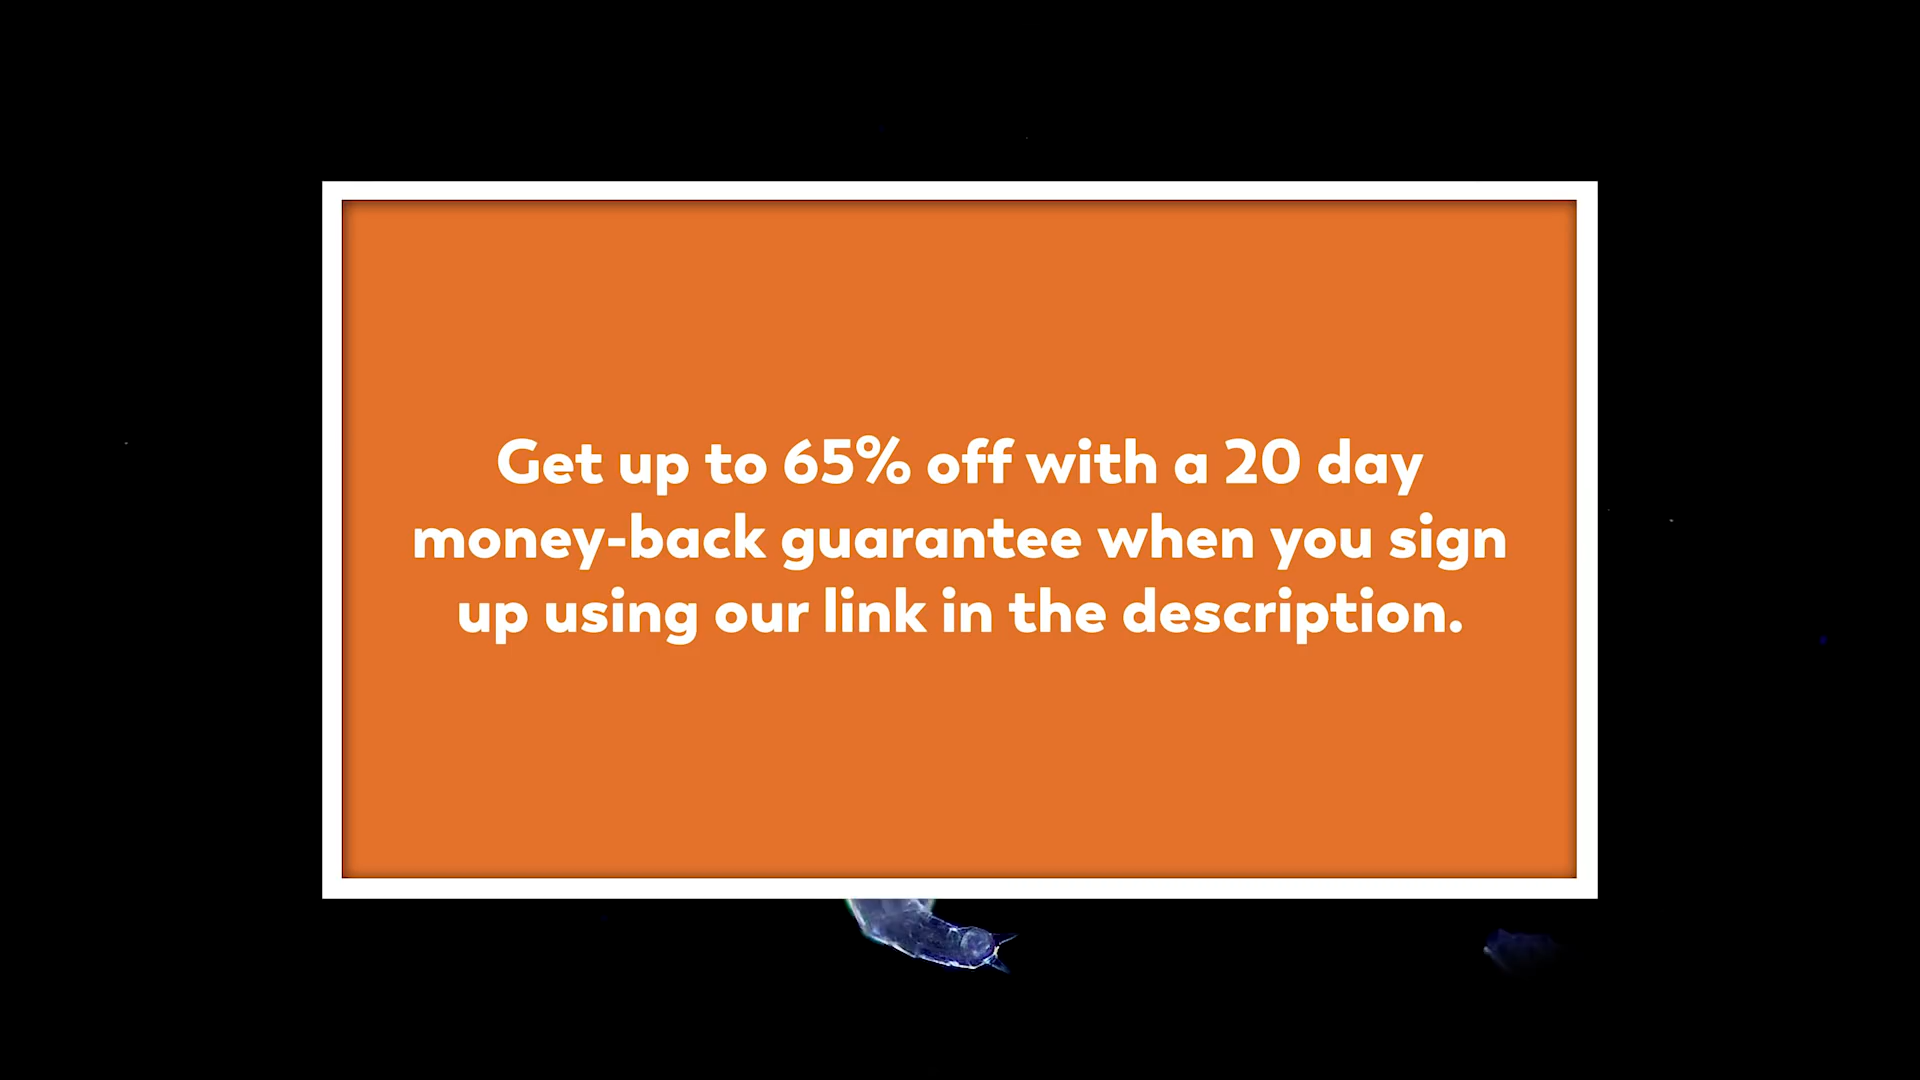 Get up to 65% off with a 20 day
money-back guarantee when you sign
up using our link in the description.